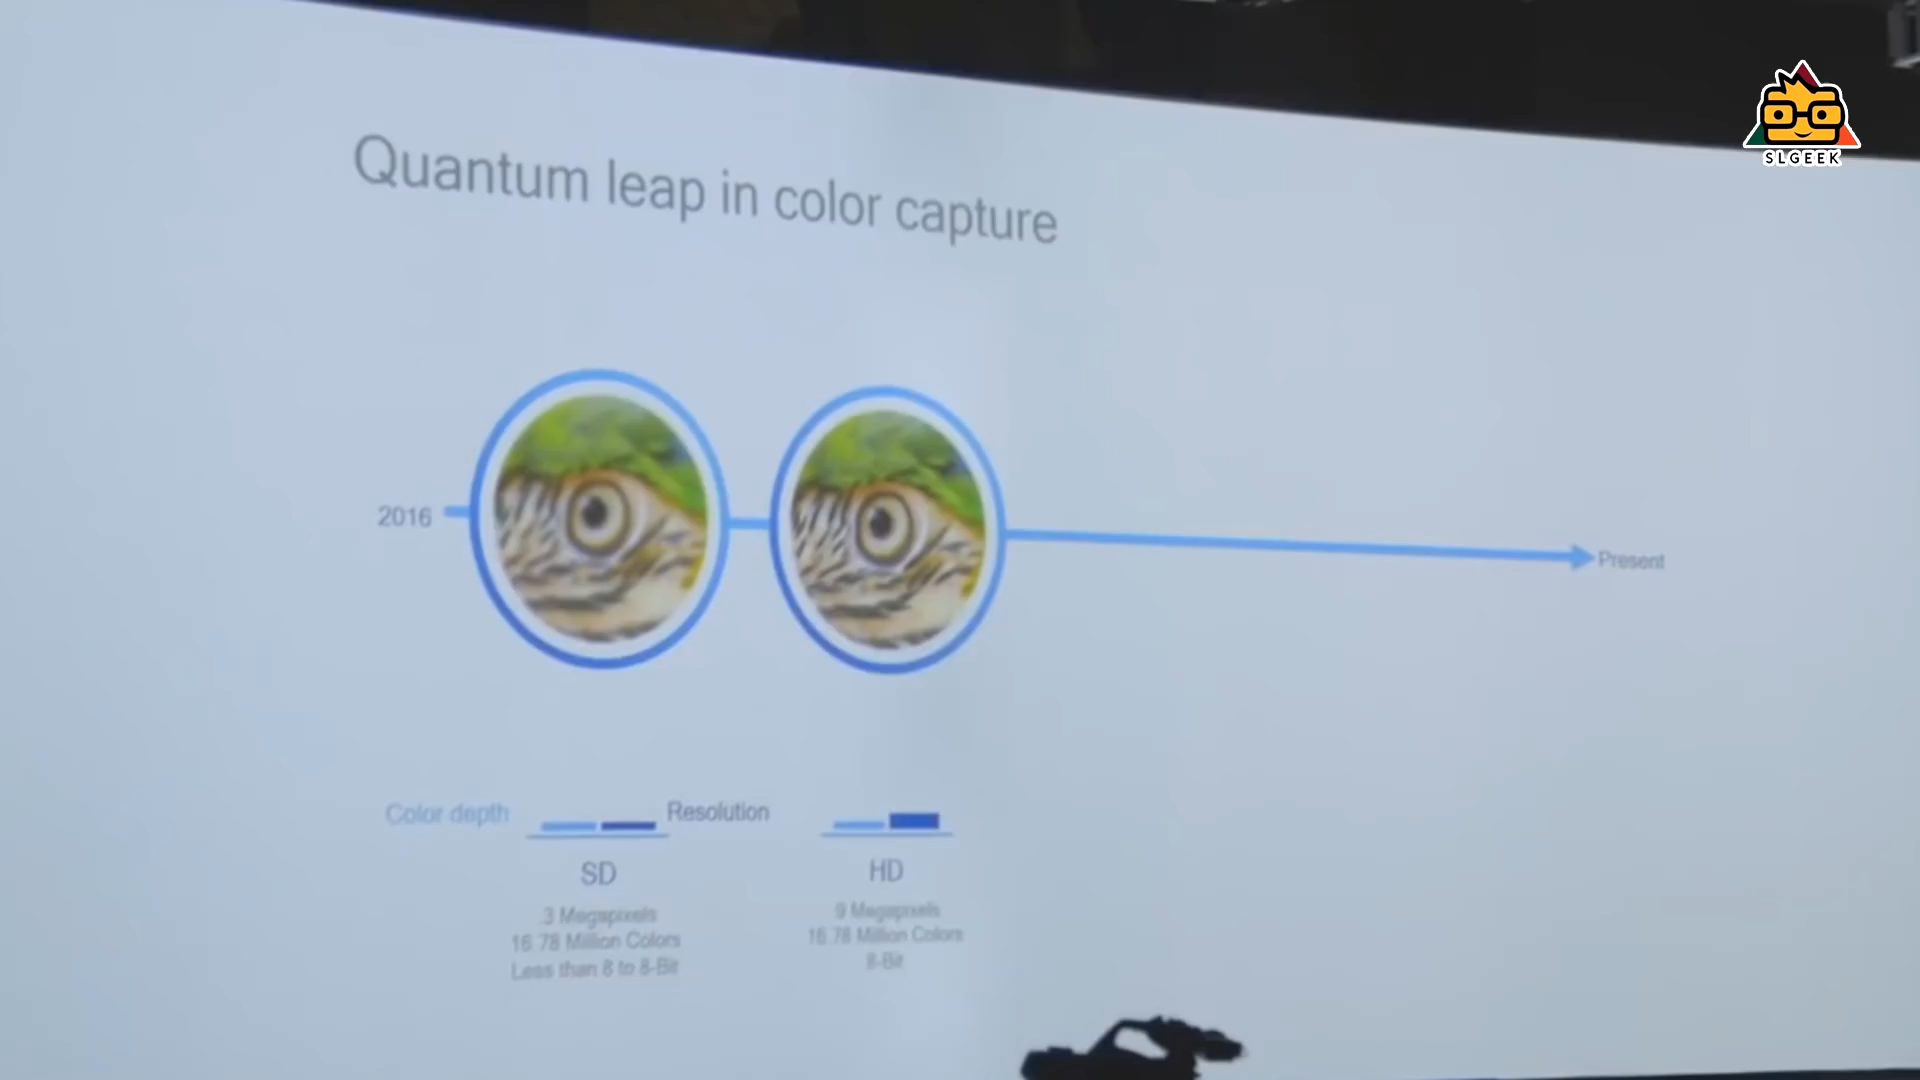 SLGEEK
Quantum leap in color capture
2016
Present
Color depth
Resolution
SD
HD
.3 Megapixels
16.78 Million Colors
Less than 8 to 8-Bit
.9 Megapixels
16.78 Million Colors
8-Bit